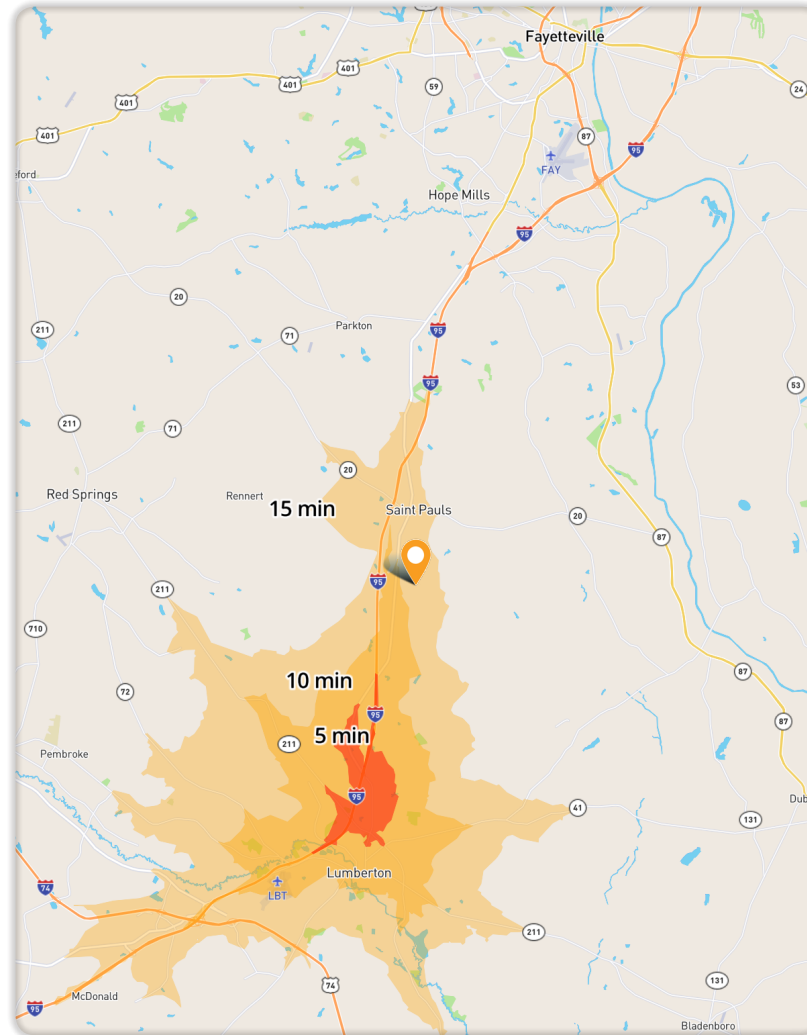 Fayetteville
401
401
401
401
59
24
87
95
FAY
eford
Hope Mills
95
20
211
71
Parkton
95
95
53
211
71
20
Red Springs
Rennert
15 min
Saint Pauls
20
87
95
211
710
72
10 min
87
95
87
5 min
211
Pembroke
95
41
131
Dub
Lumberton
74
LBT
211
131
74
McDonald
95
Bladenboro